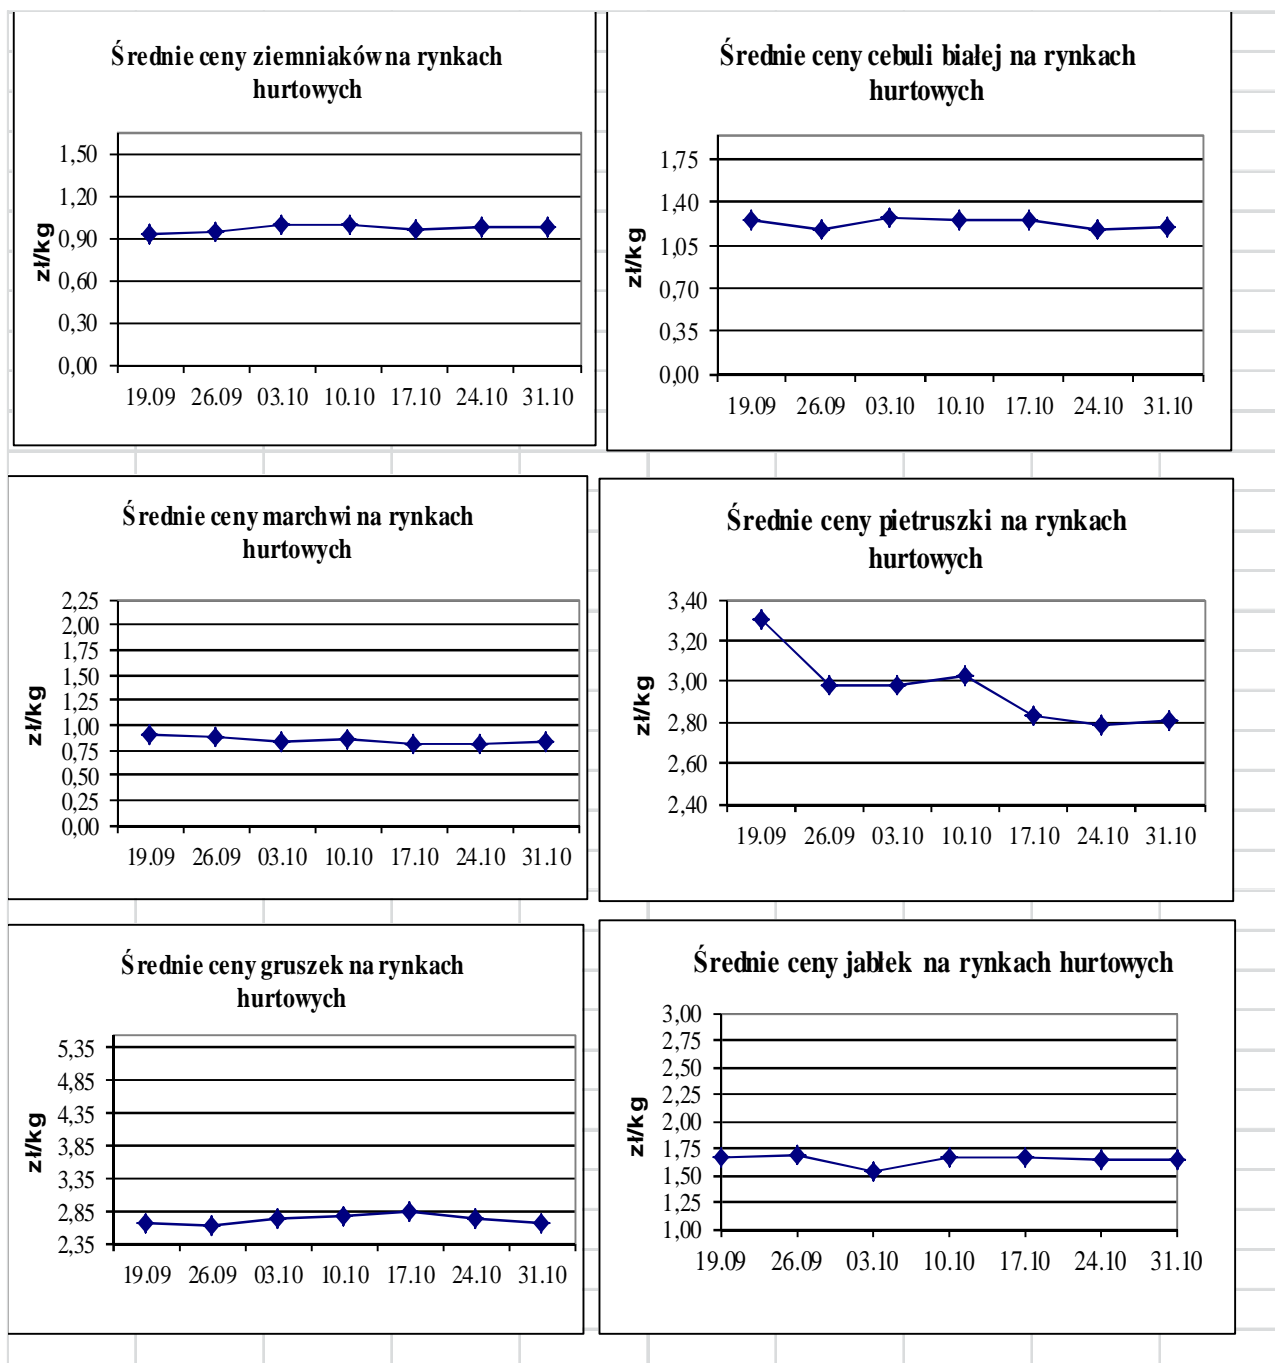 Średnie ceny ziemniaków na rynkach
hurtowych
zł/kg
1,50
1,20
0,90
0,60
0,30
0,00
19.09 26.09 03.10 10.10 17.10 24.10 31.10
Średnie ceny cebuli białej na rynkach
hurtowych
zł/kg
1,75
1,40
1,05
0,70
0,35
0,00
19.09 26.09 03.10 10.10 17.10 24.10 31.10
Średnie ceny marchwi na rynkach
hurtowych
zł/kg
2,25
2,00
1,75
1,50
1,25
1,00
0,75
0,50
0,25
0,00
19.09 26.09 03.10 10.10 17.10 24.10 31.10
Średnie ceny pietruszki na rynkach
hurtowych
zł/kg
3,40
3,20
3,00
2,80
2,60
2,40
19.09 26.09 03.10 10.10 17.10 24.10 31.10
Średnie ceny gruszek na rynkach
hurtowych
zł/kg
5,35
4,85
4,35
3,85
3,35
2,85
2,35
19.09 26.09 03.10 10.10 17.10 24.10 31.10
Średnie ceny jabłek na rynkach hurtowych
zł/kg
3,00
2,75
2,50
2,25
2,00
1,75
1,50
1,25
1,00
19.09 26.09 03.10 10.10 17.10 24.10 31.10